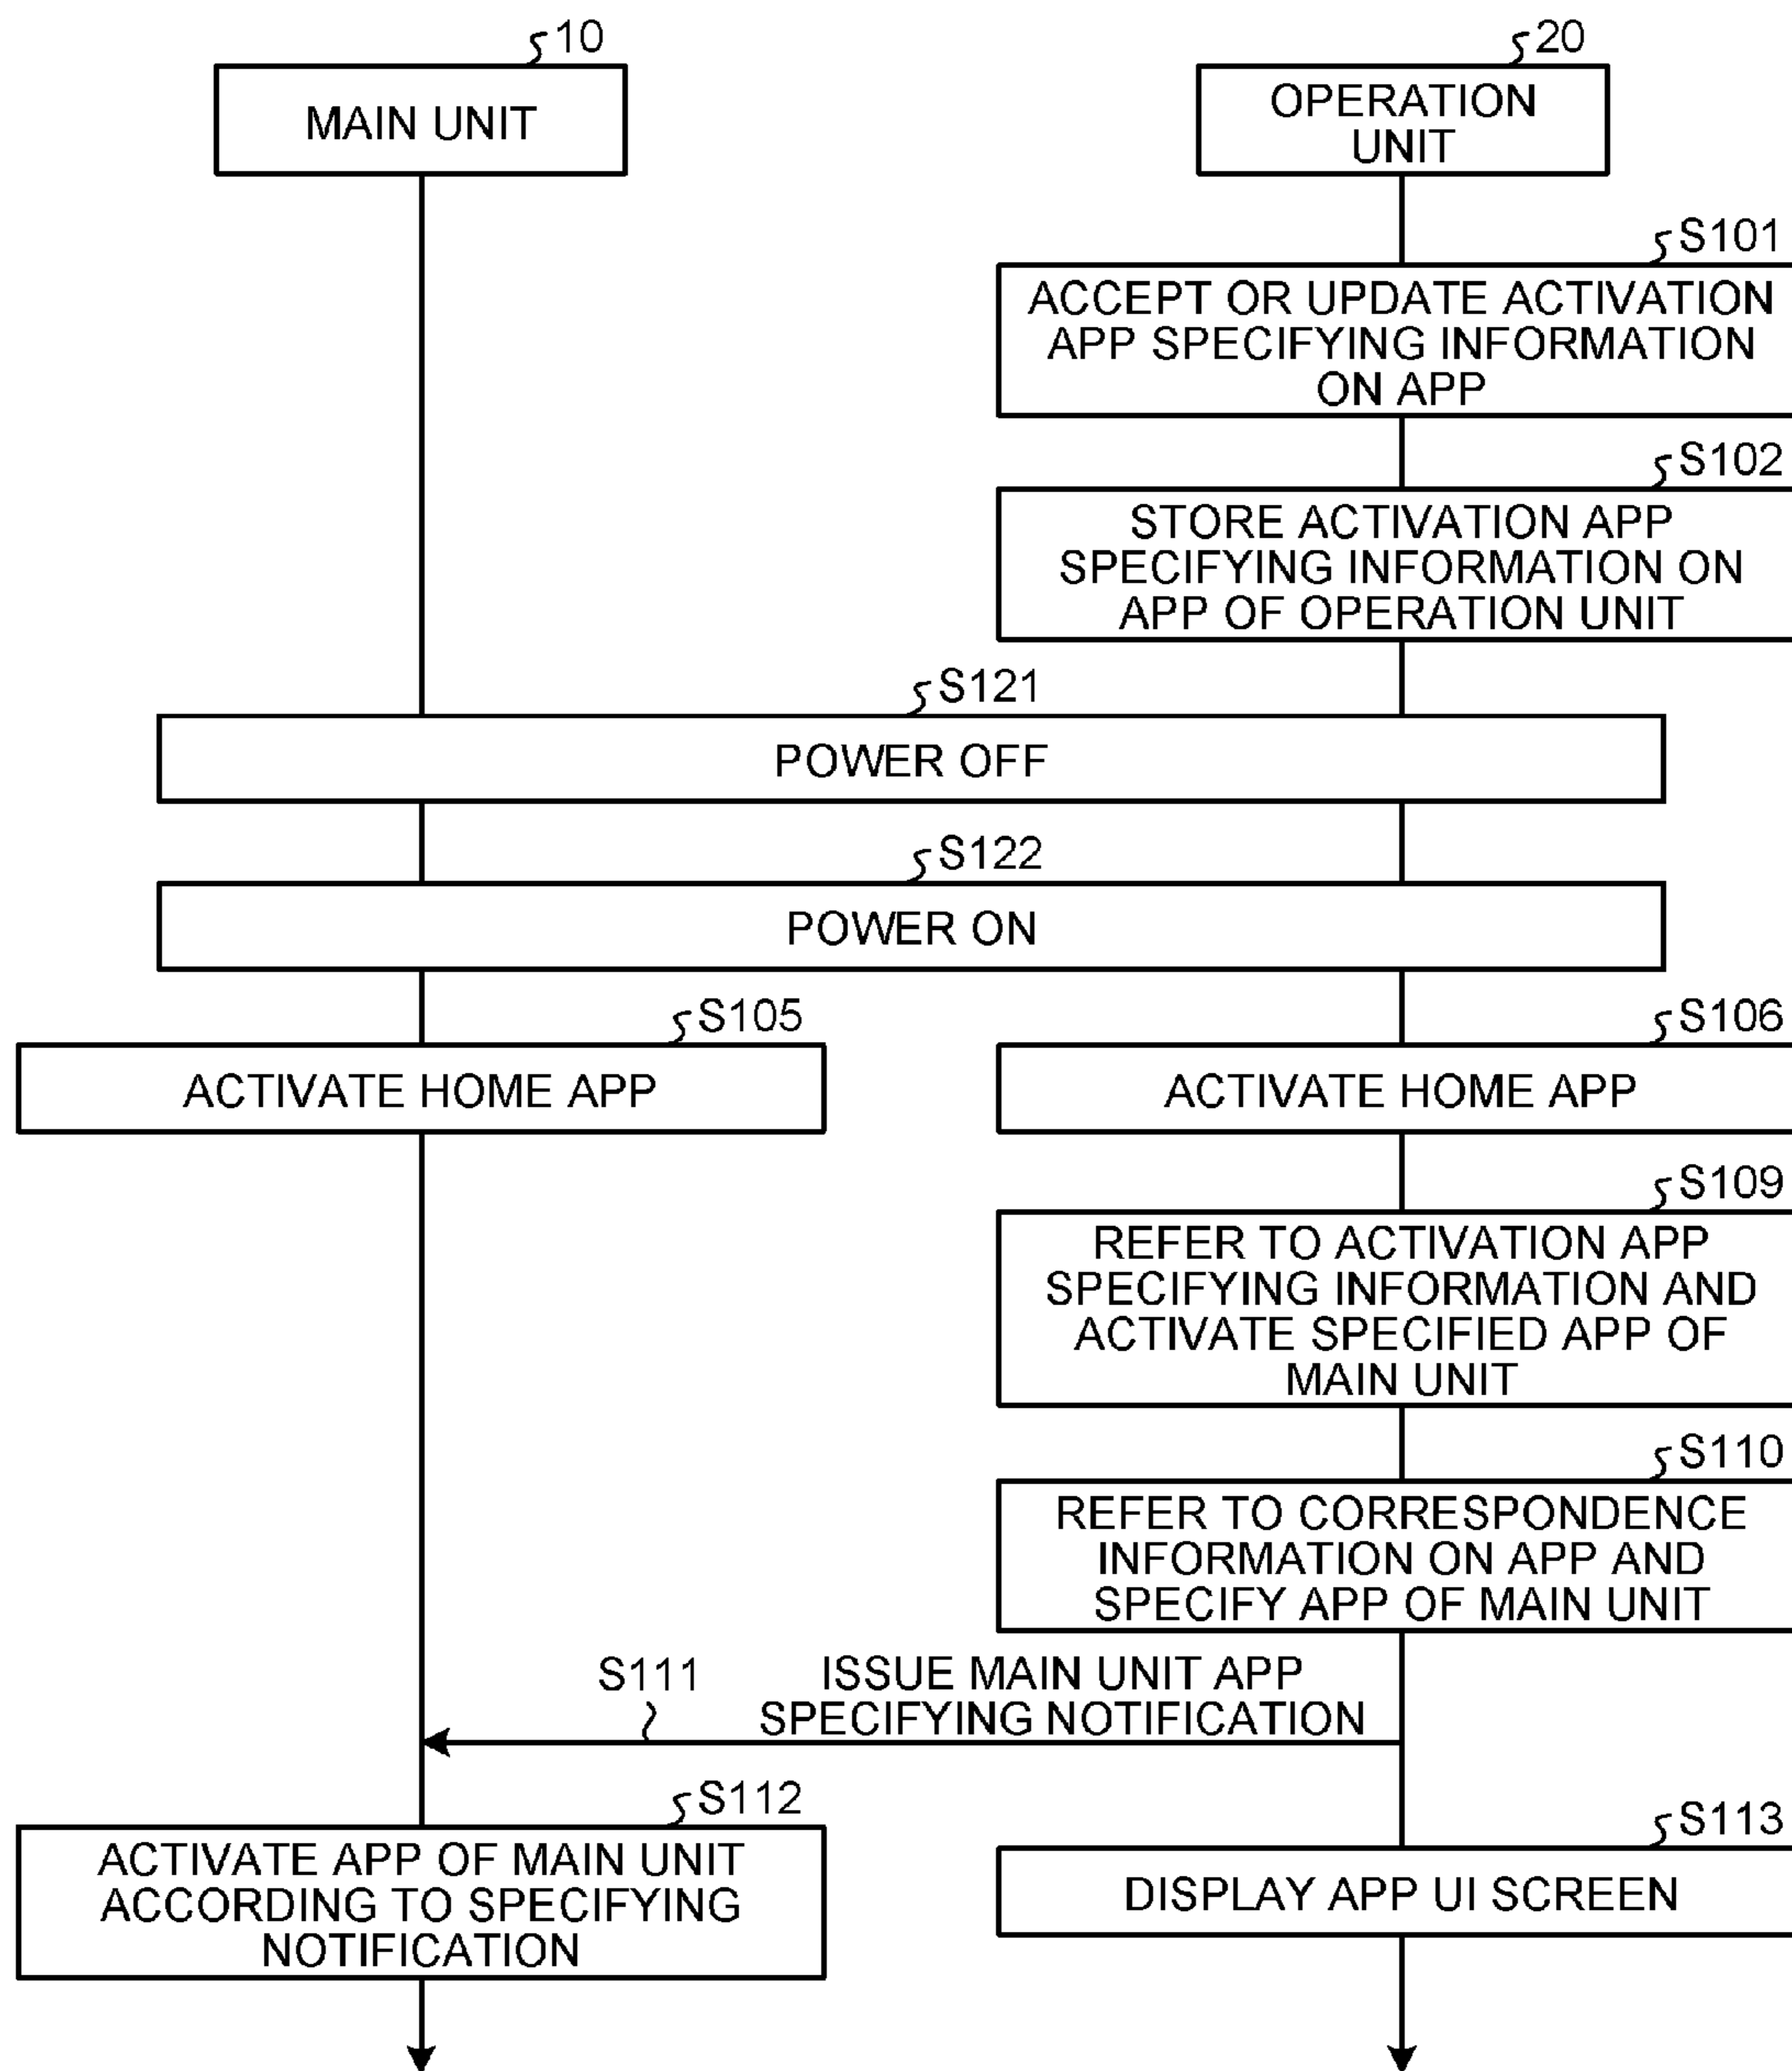 10
MAIN UNIT
20
OPERATION
UNIT
S101
ACCEPT OR UPDATE ACTIVATION
APP SPECIFYING INFORMATION
ON APP
S102
STORE ACTIVATION APP
SPECIFYING INFORMATION ON
APP OF OPERATION UNIT
S121
POWER OFF
S122
POWER ON
S105
ACTIVATE HOME APP
S106
ACTIVATE HOME APP
S109
REFER TO ACTIVATION APP
SPECIFYING INFORMATION AND
ACTIVATE SPECIFIED APP OF
MAIN UNIT
S110
REFER TO CORRESPONDENCE
INFORMATION ON APP AND
SPECIFY APP OF MAIN UNIT
S111
ISSUE MAIN UNIT APP
SPECIFYING NOTIFICATION
S112
ACTIVATE APP OF MAIN UNIT
ACCORDING TO SPECIFYING
NOTIFICATION
S113
DISPLAY APP UI SCREEN